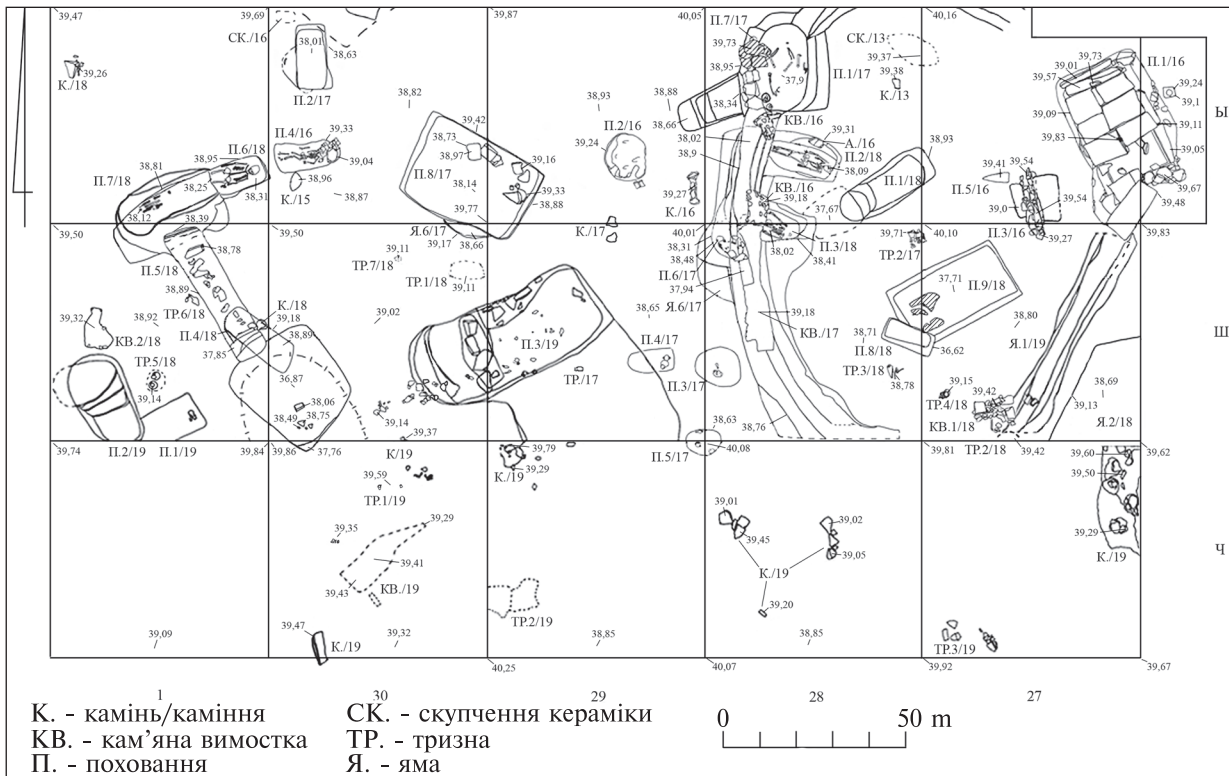 39,47
39,69
39,87
40,05
40,16
СК./16
38,01
38,63
П.7/17
39,73
38,95
37,9
П.1/17
СК./13
39,37
39,38
К./13
39,01
39,73
П.1/16
39,57
39,24
39,1
39,26
К./18
П.2/17
38,82
38,93
38,88
38,34
38,66
39,09
39,11
Ы
П.4/16
39,33
39,42
38,73
П.2/16
38,02
КВ./16
39,31
А./16
38,93
39,83
39,05
П.6/18
38,95
39,04
38,97
39,24
38,9
П.2/18
38,09
39,41
39,54
П.7/18
38,81
38,25
38,31
38,96
К./15
38,87
П.8/17
38,14
39,16
39,33
38,88
39,27
К./16
КВ./16
39,18
П.1/18
П.5/16
39,0
39,54
39,67
39,48
38,12
38,39
39,77
37,67
П.3/16
39,27
39,50
39,50
Я.6/17
39,17
38,66
К./17
40,01
38,31
38,48
38,02
П.3/18
38,41
39,71
40,10
39,83
38,78
П.5/18
39,11
ТР.7/18
ТР.1/18
39,11
П.6/17
37,94
Я.6/17
ТР.2/17
37,71
П.9/18
38,89
ТР.6/18
К./18
39,18
39,32
38,92
КВ.2/18
П.4/18
38,89
39,02
П.3/19
38,65
39,18
КВ./17
38,80
Я.1/19
Ш
37,85
ТР.5/18
39,14
36,87
П.4/17
38,71
П.8/18
36,62
ТР./17
П.3/17
ТР.3/18
38,78
39,15
39,42
38,69
38,06
38,49
38,75
39,14
39,37
38,63
38,76
ТР.4/18
КВ.1/18
39,13
Я.2/18
39,74
П.2/19
П.1/19
39,84
39,86
37,76
К/19
39,79
П.5/17
40,08
39,81
ТР.2/18
39,42
39,62
39,59
ТР.1/19
К./19
39,29
39,60
39,50
39,35
39,29
39,01
39,45
39,02
39,05
39,29
К./19
39,41
39,43
КВ./19
К./19
39,20
Ч
ТР.2/19
39,09
39,47
К./19
39,32
38,85
38,85
ТР.3/19
40,25
40,07
39,92
39,67
1
30
29
28
27
К. - камінь/каміння
СК. - скупчення кераміки
0
50 m
КВ. - кам’яна вимостка
ТР. - тризна
П. - поховання
Я. - яма